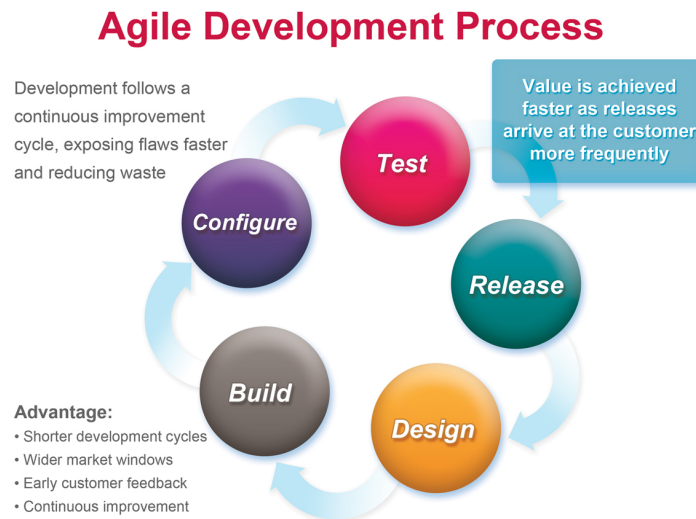 Agile Development Process
Development follows a
continuous improvement
cycle, exposing flaws faster
and reducing waste
Value is achieved
faster as releases
arrive at the customer
more frequently
Test
Configure
Release
Build
Design
Advantage:
• Shorter development cycles
• Wider market windows
• Early customer feedback
• Continuous improvement